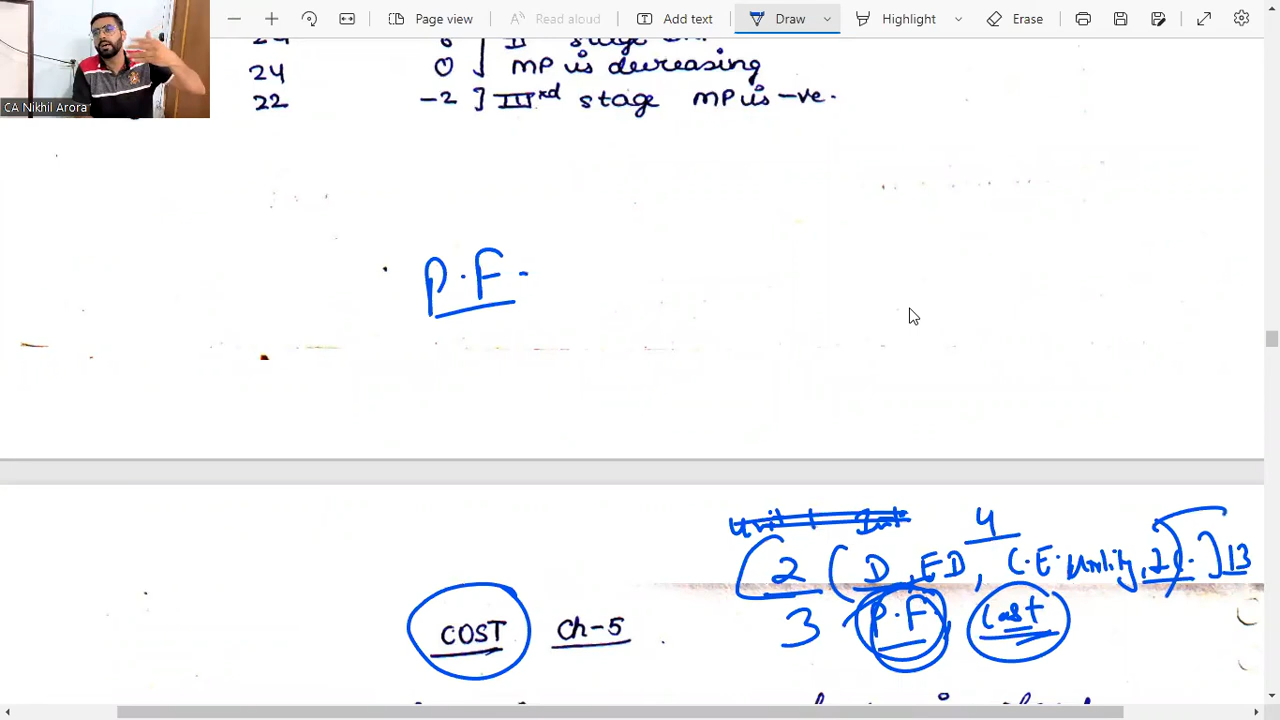 Page view
Read aloud
Add text
Draw
Highlight
Erase
CA Nikhil Arora
24 0 MP is decreasing
22 -2 ] IIIrd stage MP is -ve.
P.F.
4
2 ( D , ED, C.E. Utility,
13
3 P.F Cost
COST Ch-5